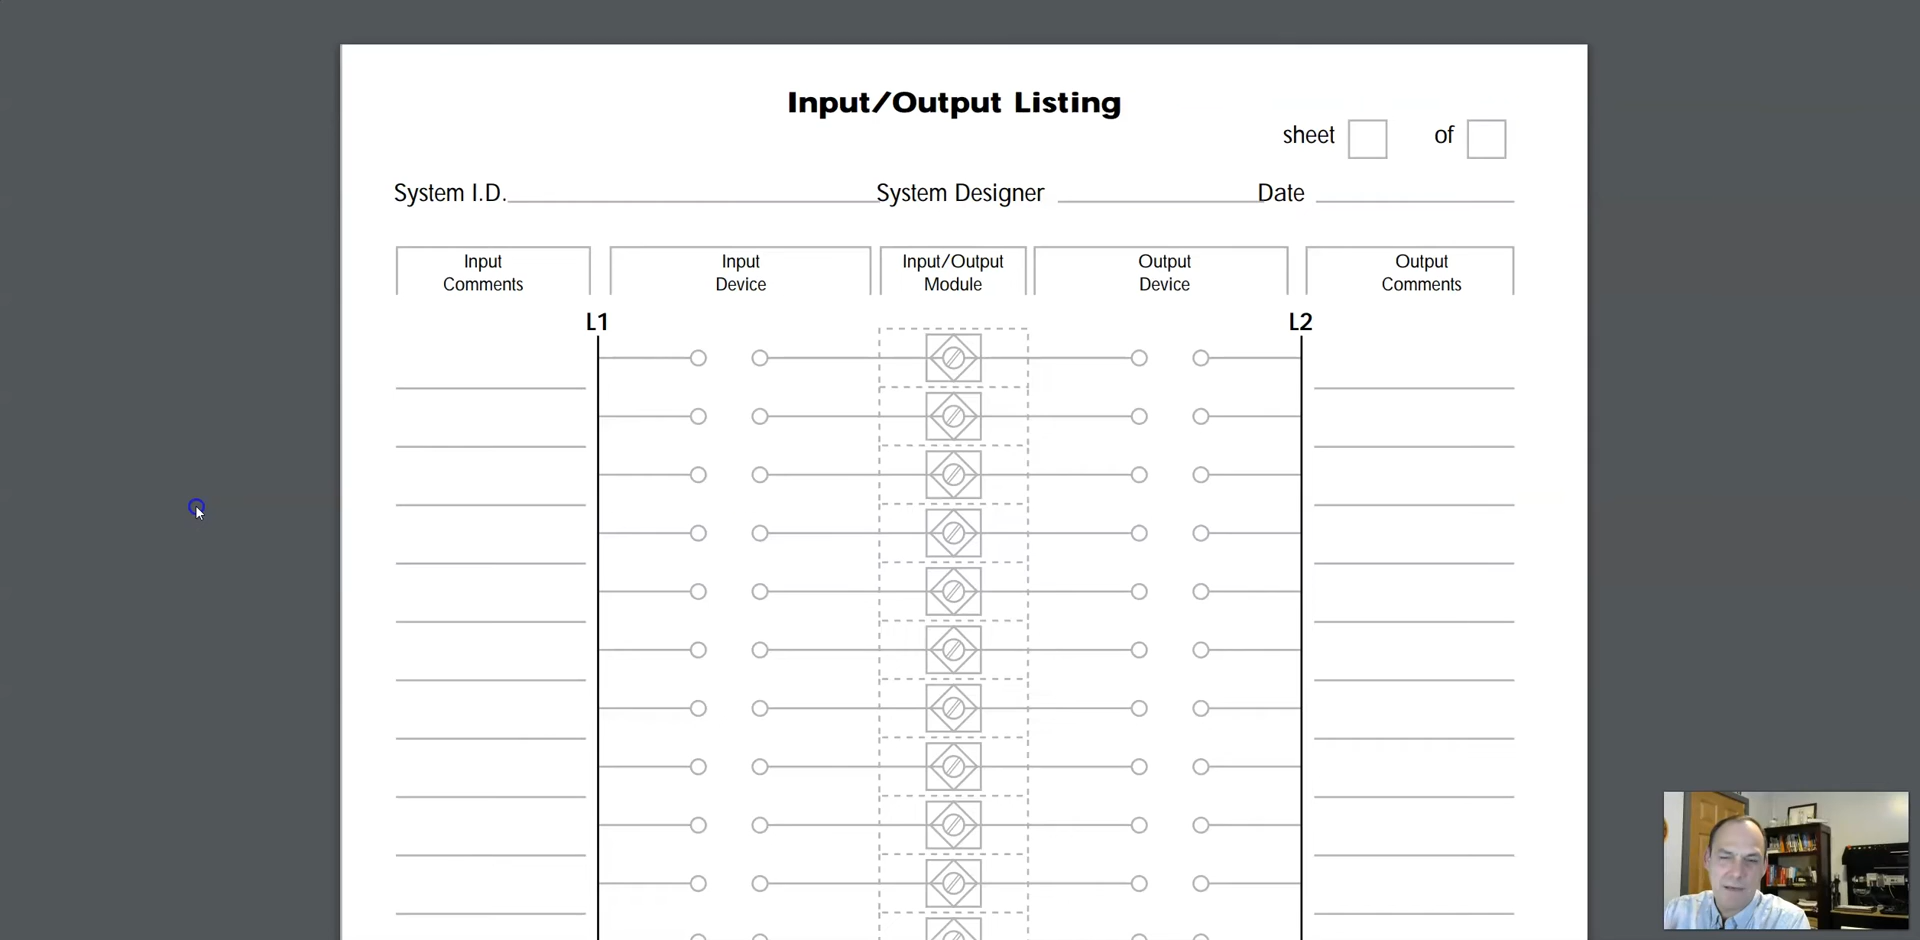 Input/Output Listing
sheet of
System I.D. System Designer Date
Input Comments
Input Device
Input/Output Module
Output Device
Output Comments
L1
L2